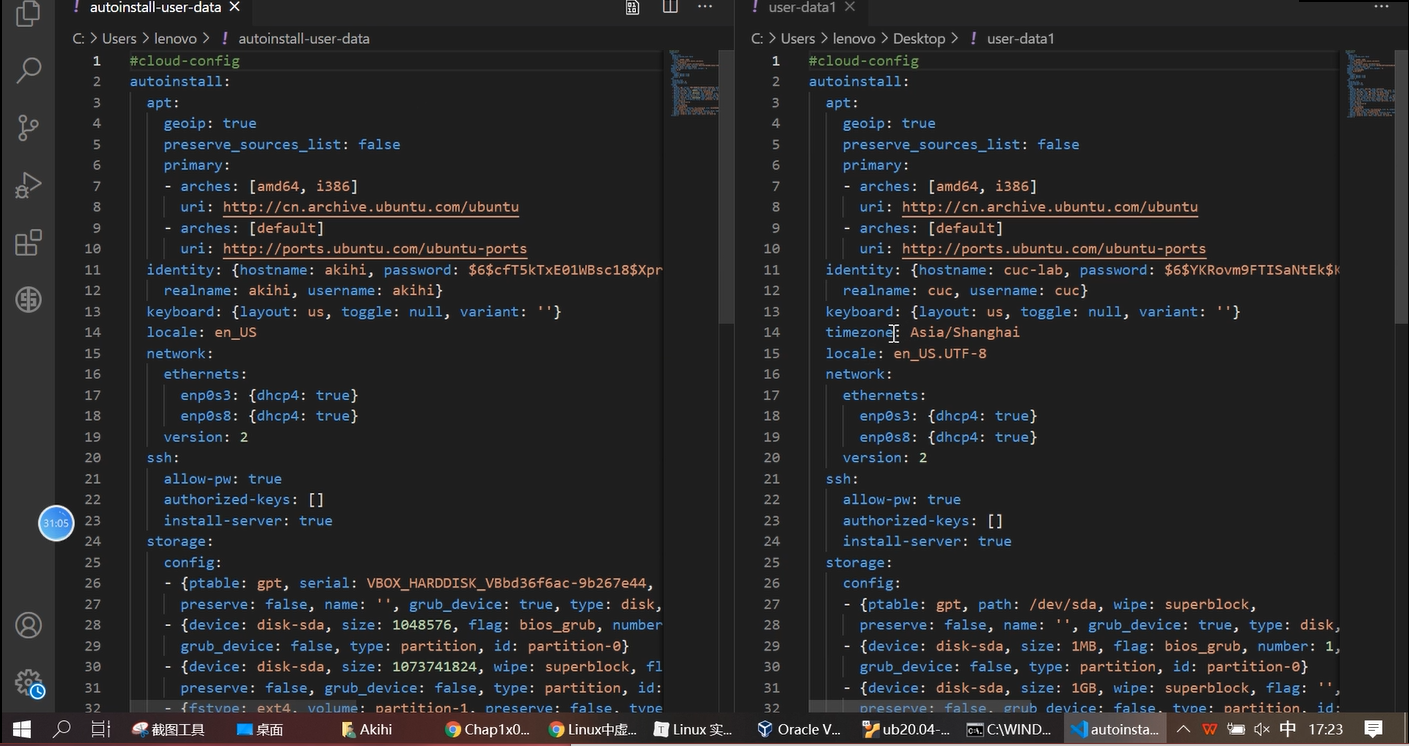 autoinstall-user-data
C: > Users > lenovo > ! autoinstall-user-data
1 #cloud-config
2 autoinstall:
3 apt:
4 geoip: true
5 preserve_sources_list: false
6 primary:
7 - arches: [amd64, i386]
8 uri: http://cn.archive.ubuntu.com/ubuntu
9 - arches: [default]
10 uri: http://ports.ubuntu.com/ubuntu-ports
11 identity: {hostname: akihi, password: $6$cfT5kTxE01WBsc18$Xpr
12 realname: akihi, username: akihi}
13 keyboard: {layout: us, toggle: null, variant: ''}
14 locale: en_US
15 network:
16 ethernets:
17 enp0s3: {dhcp4: true}
18 enp0s8: {dhcp4: true}
19 version: 2
20 ssh:
21 allow-pw: true
22 authorized-keys: []
23 install-server: true
24 storage:
25 config:
26 - {ptable: gpt, serial: VBOX_HARDDISK_VBbd36f6ac-9b267e44,
27 preserve: false, name: '', grub_device: true, type: disk,
28 - {device: disk-sda, size: 1048576, flag: bios_grub, number
29 grub_device: false, type: partition, id: partition-0}
30 - {device: disk-sda, size: 1073741824, wipe: superblock, fl
31 preserve: false, grub_device: false, type: partition, id:
32 - {fstype: ext4, volume: partition-1, preserve: false, type
31:05
user-data1
C: > Users > lenovo > Desktop > ! user-data1
1 #cloud-config
2 autoinstall:
3 apt:
4 geoip: true
5 preserve_sources_list: false
6 primary:
7 - arches: [amd64, i386]
8 uri: http://cn.archive.ubuntu.com/ubuntu
9 - arches: [default]
10 uri: http://ports.ubuntu.com/ubuntu-ports
11 identity: {hostname: cuc-lab, password: $6$YKRovm9FTISaNtEk$K
12 realname: cuc, username: cuc}
13 keyboard: {layout: us, toggle: null, variant: ''}
14 timezone: Asia/Shanghai
15 locale: en_US.UTF-8
16 network:
17 ethernets:
18 enp0s3: {dhcp4: true}
19 enp0s8: {dhcp4: true}
20 version: 2
21 ssh:
22 allow-pw: true
23 authorized-keys: []
24 install-server: true
25 storage:
26 config:
27 - {ptable: gpt, path: /dev/sda, wipe: superblock,
28 preserve: false, name: '', grub_device: true, type: disk,
29 - {device: disk-sda, size: 1MB, flag: bios_grub, number: 1,
30 grub_device: false, type: partition, id: partition-0}
31 - {device: disk-sda, size: 1GB, wipe: superblock, flag: '',
32 preserve: false, grub_device: false, type: partition, id:
截图工具 桌面 Akihi Chap1x0... Linux中虚... Linux 实... Oracle V... ub20.04-... C:\WIND... autoinsta... 中 17:23